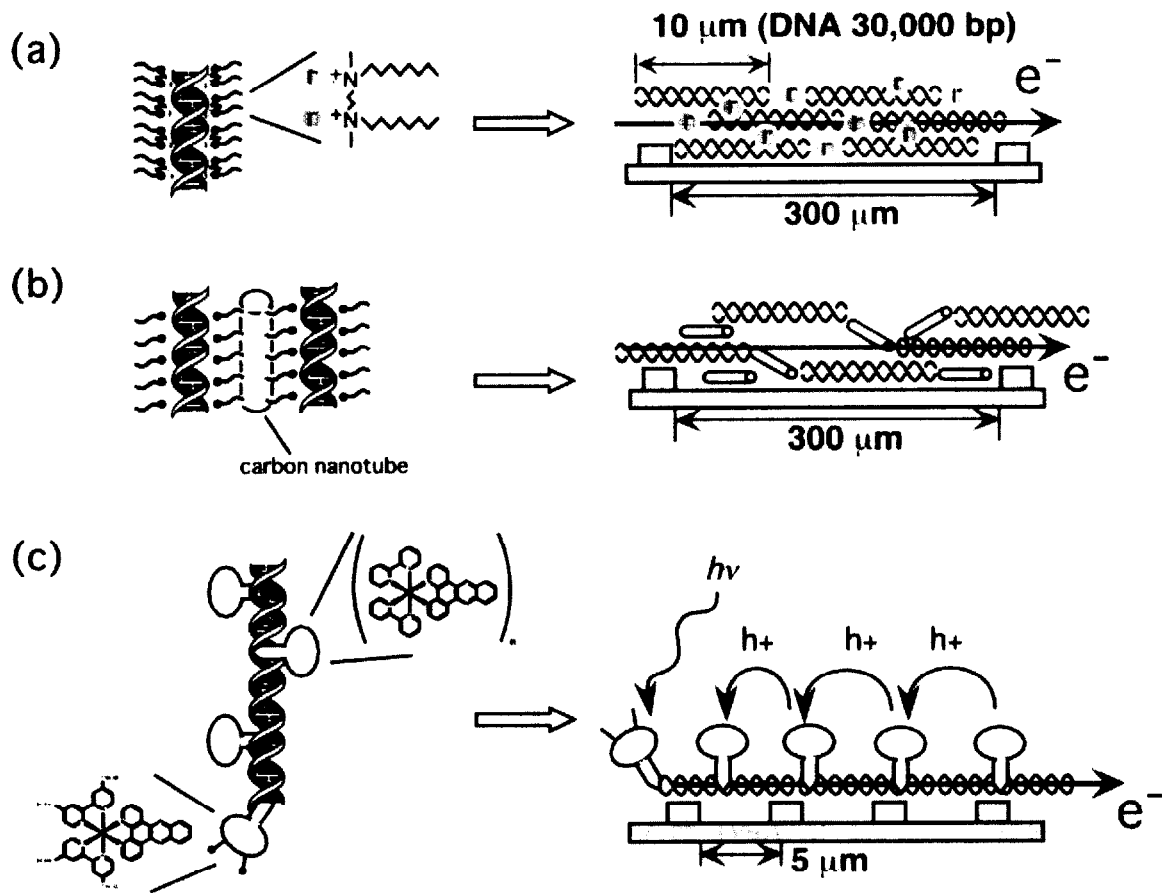 (a)
+N
+N
10 μm (DNA 30,000 bp)
r
r
r
e⁻
300 μm
(b)
carbon nanotube
e⁻
300 μm
(c)
hν
h+
h+
h+
e⁻
5 μm